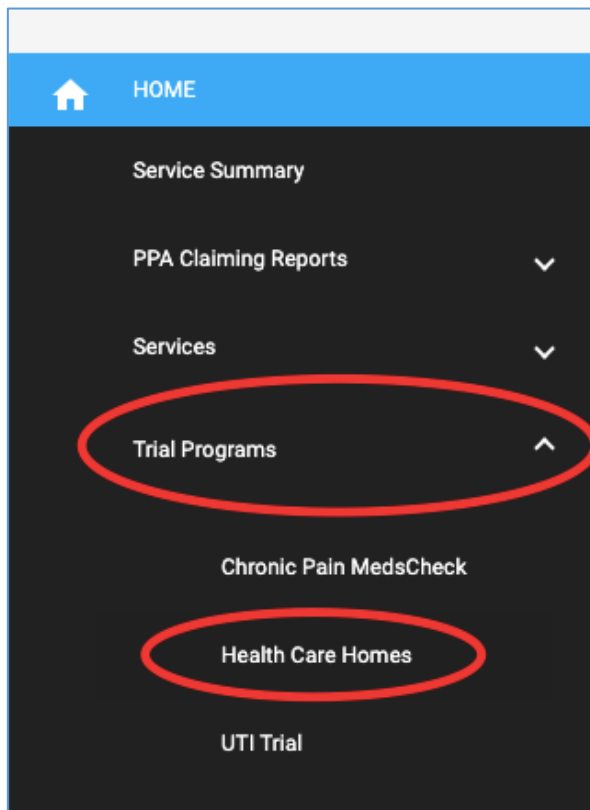 HOME
Service Summary
PPA Claiming Reports
Services
Trial Programs
Chronic Pain MedsCheck
Health Care Homes
UTI Trial